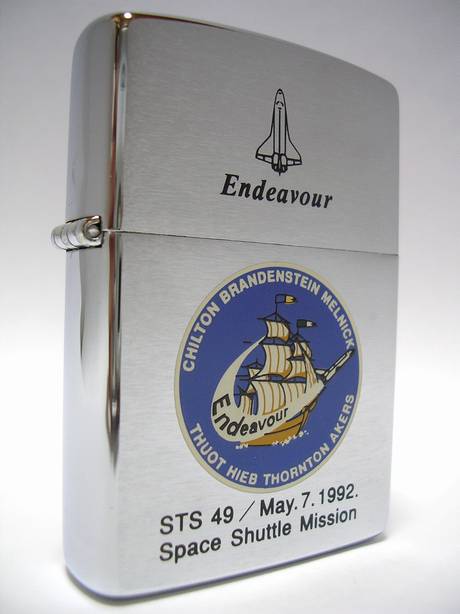 Endeavour
CHILTON BRANDENSTEIN MELNICK
Endeavour
THUOT HIEB THORNTON AKERS
STS 49 / May. 7. 1992.
Space Shuttle Mission